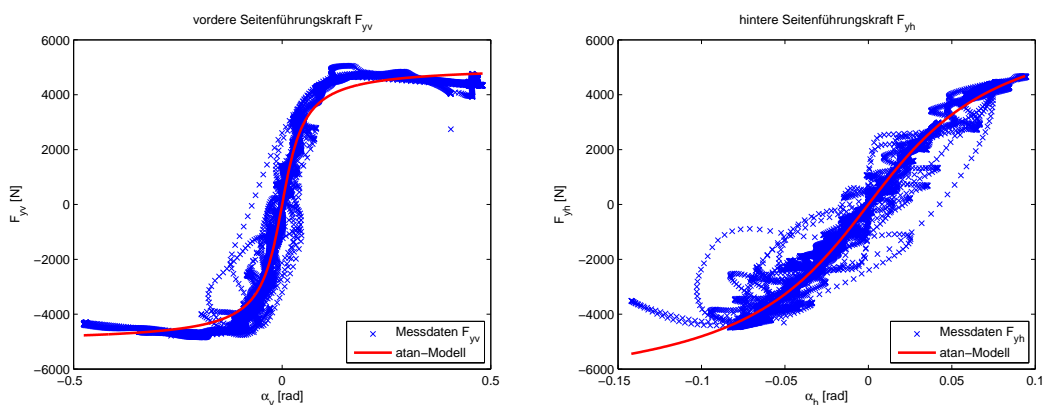 vordere Seitenführungskraft F_yv
6000
4000
2000
0
−2000
−4000
−6000
F_yv [N]
−0.5
0
0.5
α_v [rad]
Messdaten F_yv
atan−Modell
hintere Seitenführungskraft F_yh
6000
4000
2000
0
−2000
−4000
−6000
F_yh [N]
−0.15
−0.1
−0.05
0
0.05
0.1
α_h [rad]
Messdaten F_yh
atan−Modell